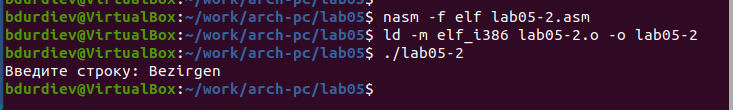 bdurdiev@VirtualBox:~/work/arch-pc/lab05$ nasm -f elf lab05-2.asm
bdurdiev@VirtualBox:~/work/arch-pc/lab05$ ld -m elf_i386 lab05-2.o -o lab05-2
bdurdiev@VirtualBox:~/work/arch-pc/lab05$ ./lab05-2
Введите строку: Bezirgen
bdurdiev@VirtualBox:~/work/arch-pc/lab05$